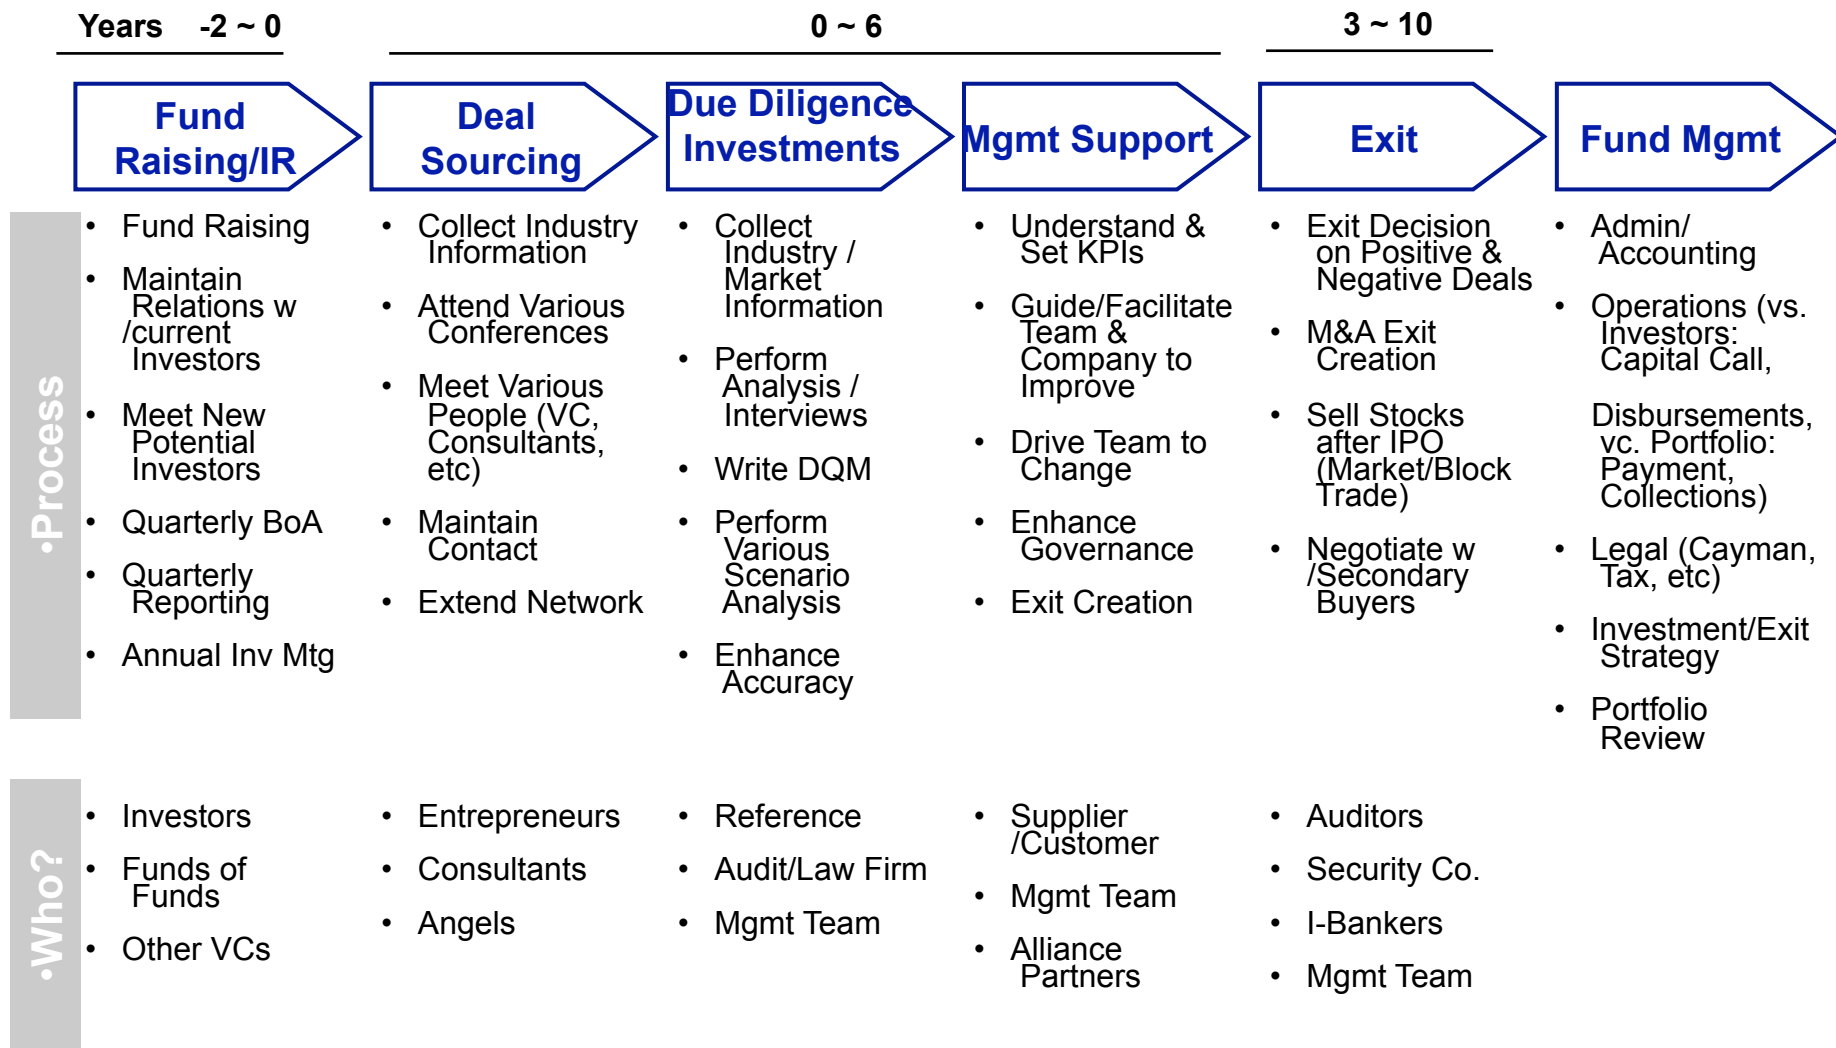 Years -2 ~ 0
0 ~ 6
3 ~ 10
Fund
Raising/IR
Deal
Sourcing
Due Diligence
Investments
Mgmt Support
Exit
Fund Mgmt
•Process
• Fund Raising
• Maintain
Relations w
/current
Investors
• Meet New
Potential
Investors
• Quarterly BoA
• Quarterly
Reporting
• Annual Inv Mtg
• Collect Industry
Information
• Attend Various
Conferences
• Meet Various
People (VC,
Consultants,
etc)
• Maintain
Contact
• Extend Network
• Collect
Industry /
Market
Information
• Perform
Analysis /
Interviews
• Write DQM
• Perform
Various
Scenario
Analysis
• Enhance
Accuracy
• Understand &
Set KPIs
• Guide/Facilitate
Team &
Company to
Improve
• Drive Team to
Change
• Enhance
Governance
• Exit Creation
• Exit Decision
on Positive &
Negative Deals
• M&A Exit
Creation
• Sell Stocks
after IPO
(Market/Block
Trade)
• Negotiate w
/Secondary
Buyers
• Admin/
Accounting
• Operations (vs.
Investors:
Capital Call,
Disbursements,
vc. Portfolio:
Payment,
Collections)
• Legal (Cayman,
Tax, etc)
• Investment/Exit
Strategy
• Portfolio
Review
•Who?
• Investors
• Funds of
Funds
• Other VCs
• Entrepreneurs
• Consultants
• Angels
• Reference
• Audit/Law Firm
• Mgmt Team
• Supplier
/Customer
• Mgmt Team
• Alliance
Partners
• Auditors
• Security Co.
• I-Bankers
• Mgmt Team